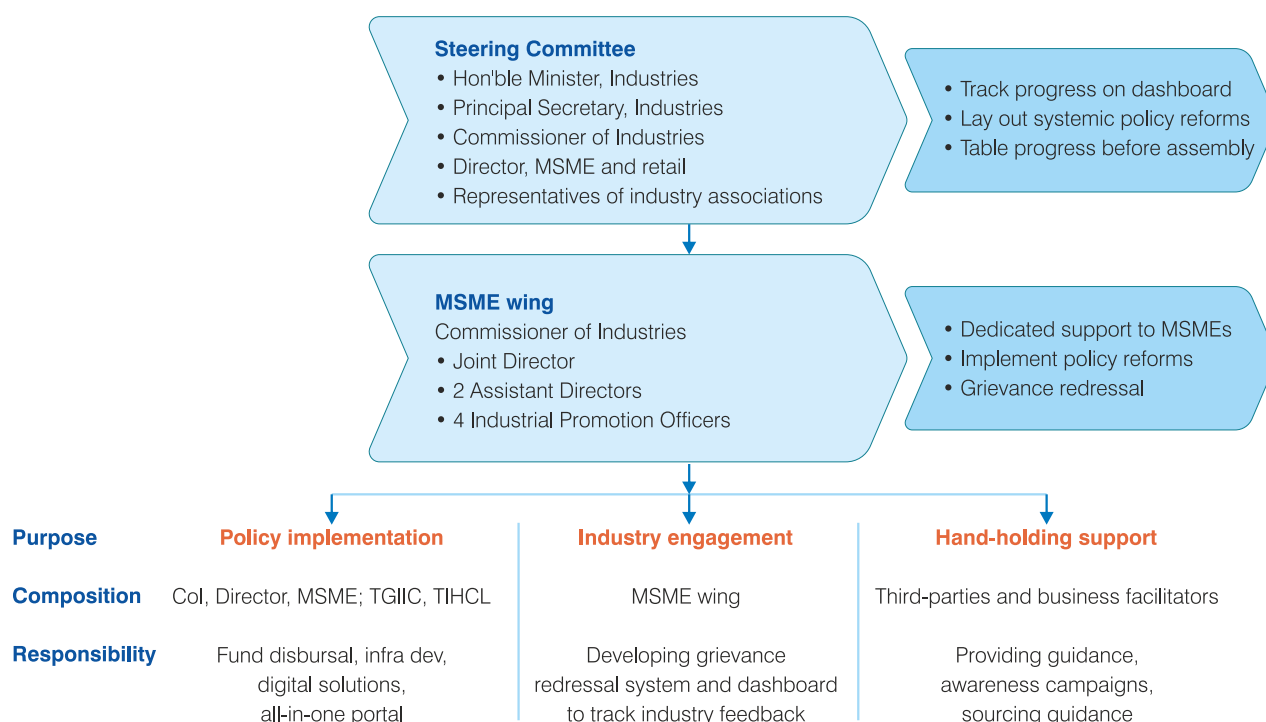 Steering Committee
• Hon'ble Minister, Industries
• Principal Secretary, Industries
• Commissioner of Industries
• Director, MSME and retail
• Representatives of industry associations
• Track progress on dashboard
• Lay out systemic policy reforms
• Table progress before assembly
MSME wing
Commissioner of Industries
• Joint Director
• 2 Assistant Directors
• 4 Industrial Promotion Officers
• Dedicated support to MSMEs
• Implement policy reforms
• Grievance redressal
Purpose
Policy implementation
Industry engagement
Hand-holding support
Composition
CoI, Director, MSME; TGIIC, TIHCL
MSME wing
Third-parties and business facilitators
Responsibility
Fund disbursal, infra dev,
digital solutions,
all-in-one portal
Developing grievance
redressal system and dashboard
to track industry feedback
Providing guidance,
awareness campaigns,
sourcing guidance